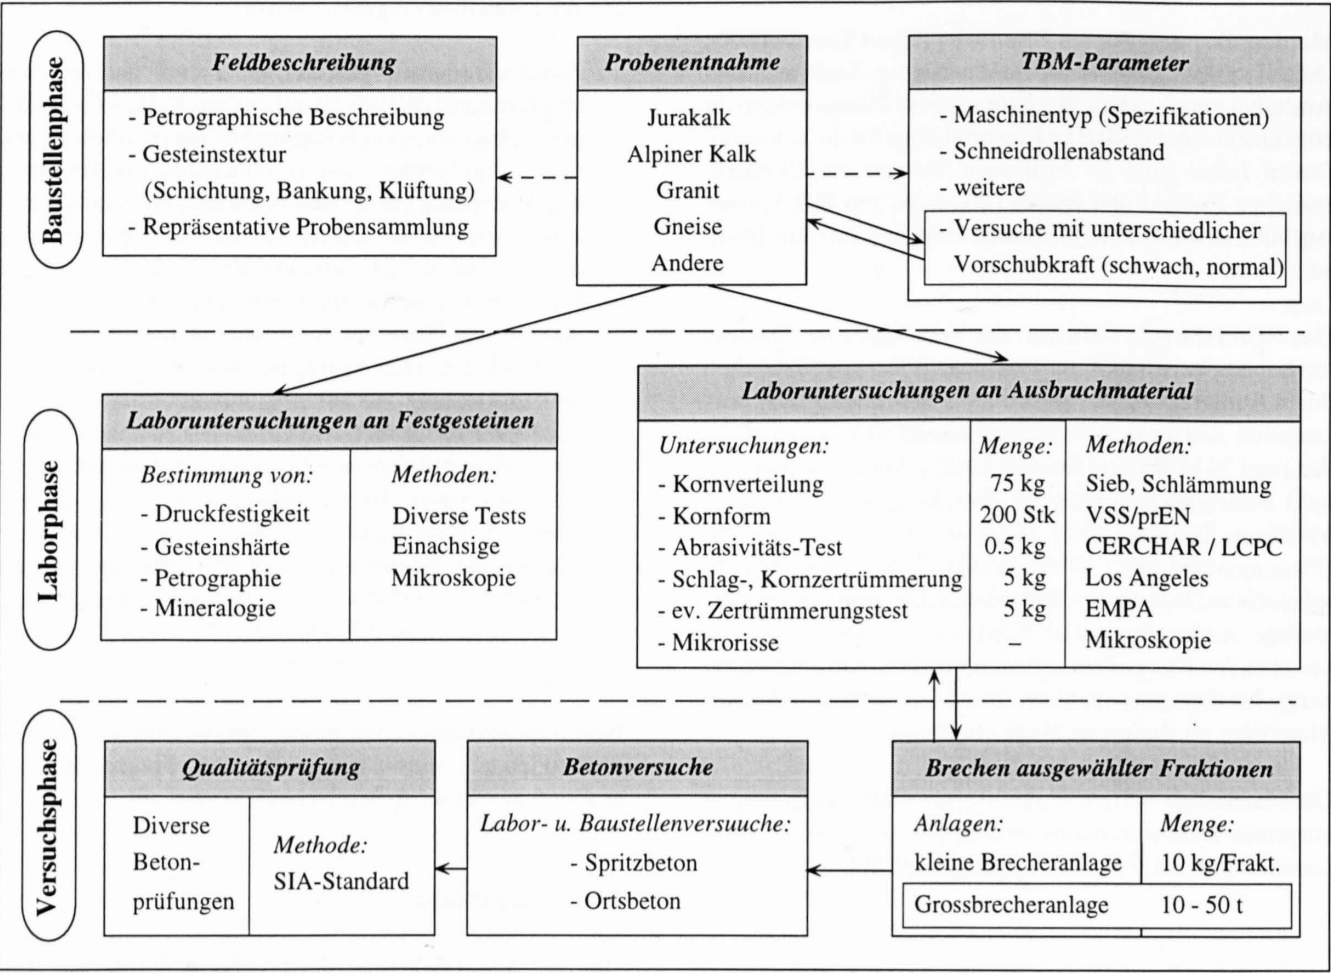 Baustellenphase
Feldbeschreibung
- Petrographische Beschreibung
- Gesteinstextur
(Schichtung, Bankung, Klüftung)
- Repräsentative Probensammlung
Probenentnahme
Jurakalk
Alpiner Kalk
Granit
Gneise
Andere
TBM-Parameter
- Maschinentyp (Spezifikationen)
- Schneidrollenabstand
- weitere
- Versuche mit unterschiedlicher
Vorschubkraft (schwach, normal)
Laborphase
Laboruntersuchungen an Festgesteinen
Bestimmung von:
- Druckfestigkeit
- Gesteinshärte
- Petrographie
- Mineralogie
Methoden:
Diverse Tests
Einachsige
Mikroskopie
Laboruntersuchungen an Ausbruchmaterial
Untersuchungen: Menge: Methoden:
- Kornverteilung 75 kg Sieb, Schlämmung
- Kornform 200 Stk VSS/prEN
- Abrasivitäts-Test 0.5 kg CERCHAR / LCPC
- Schlag-, Kornzertrümmerung 5 kg Los Angeles
- ev. Zertrümmerungstest 5 kg EMPA
- Mikrorisse – Mikroskopie
Versuchsphase
Qualitätsprüfung
Diverse
Beton-
prüfungen
Methode:
SIA-Standard
Betonversuche
Labor- u. Baustellenversuuche:
- Spritzbeton
- Ortsbeton
Brechen ausgewählter Fraktionen
Anlagen: Menge:
kleine Brecheranlage 10 kg/Frakt.
Grossbrecheranlage 10 - 50 t